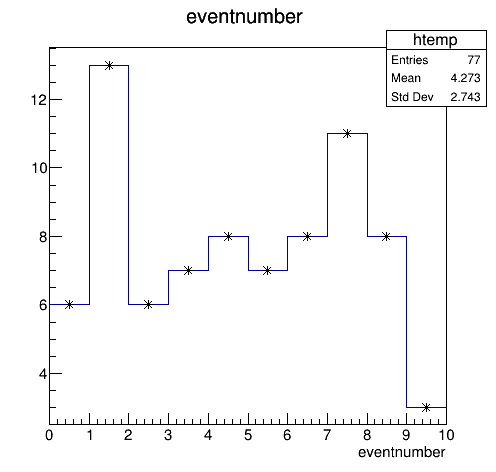 eventnumber
htemp
Entries 77
Mean 4.273
Std Dev 2.743
12
10
8
6
4
0 1 2 3 4 5 6 7 8 9 10
eventnumber